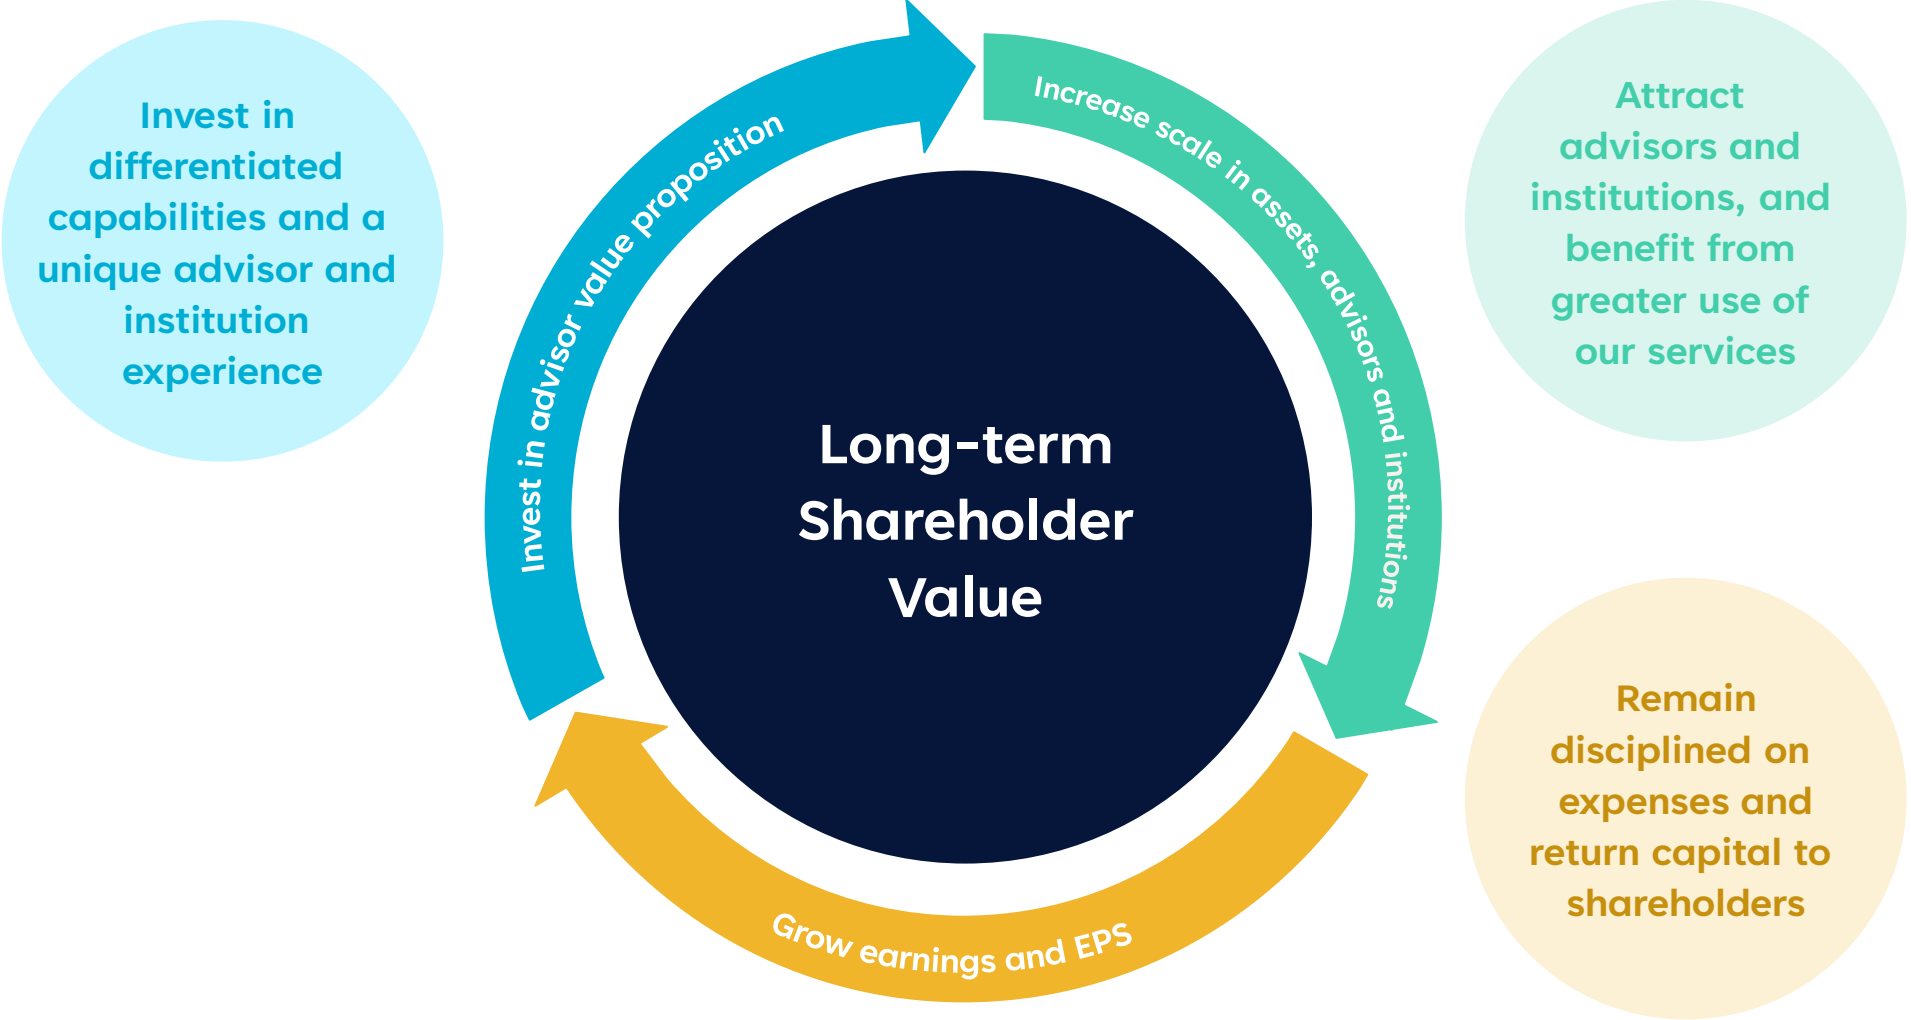 Invest in
differentiated
capabilities and a
unique advisor and
institution
experience
Invest in advisor value proposition
Increase scale in assets, advisors and institutions
Grow earnings and EPS
Long-term
Shareholder
Value
Attract
advisors and
institutions, and
benefit from
greater use of
our services
Remain
disciplined on
expenses and
return capital to
shareholders